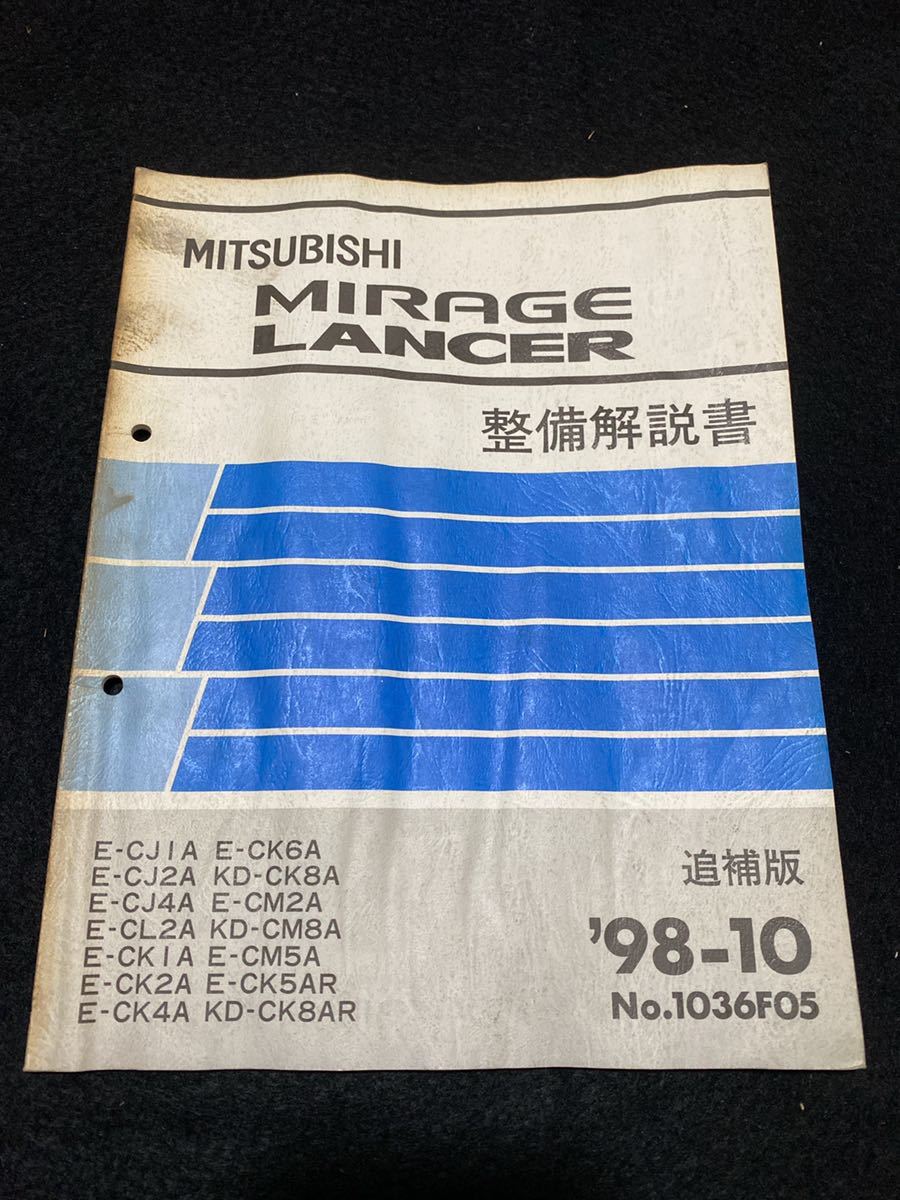 MITSUBISHI
MIRAGE
LANCER
整備解説書
E-CJ1A E-CK6A
E-CJ2A KD-CK8A
E-CJ4A E-CM2A
E-CL2A KD-CM8A
E-CK1A E-CM5A
E-CK2A E-CK5AR
E-CK4A KD-CK8AR
追補版
'98-10
No.1036F05